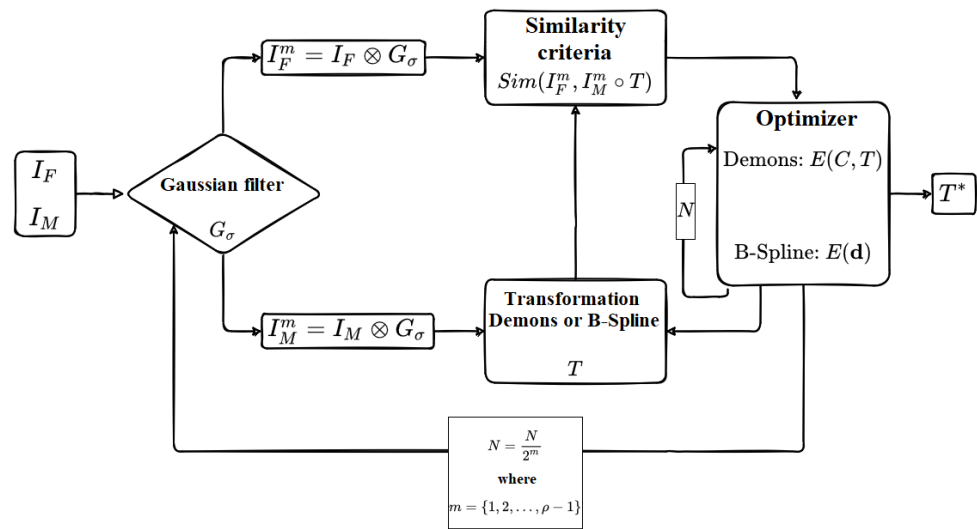 I_F
I_M
Gaussian filter
G_σ
I_F^m = I_F ⊗ G_σ
I_M^m = I_M ⊗ G_σ
Similarity
criteria
Sim(I_F^m, I_M^m ∘ T)
Transformation
Demons or B-Spline
T
Optimizer
Demons: E(C, T)
B-Spline: E(d)
N
T*
N = N/2^m
where
m = {1, 2, ..., ρ − 1}